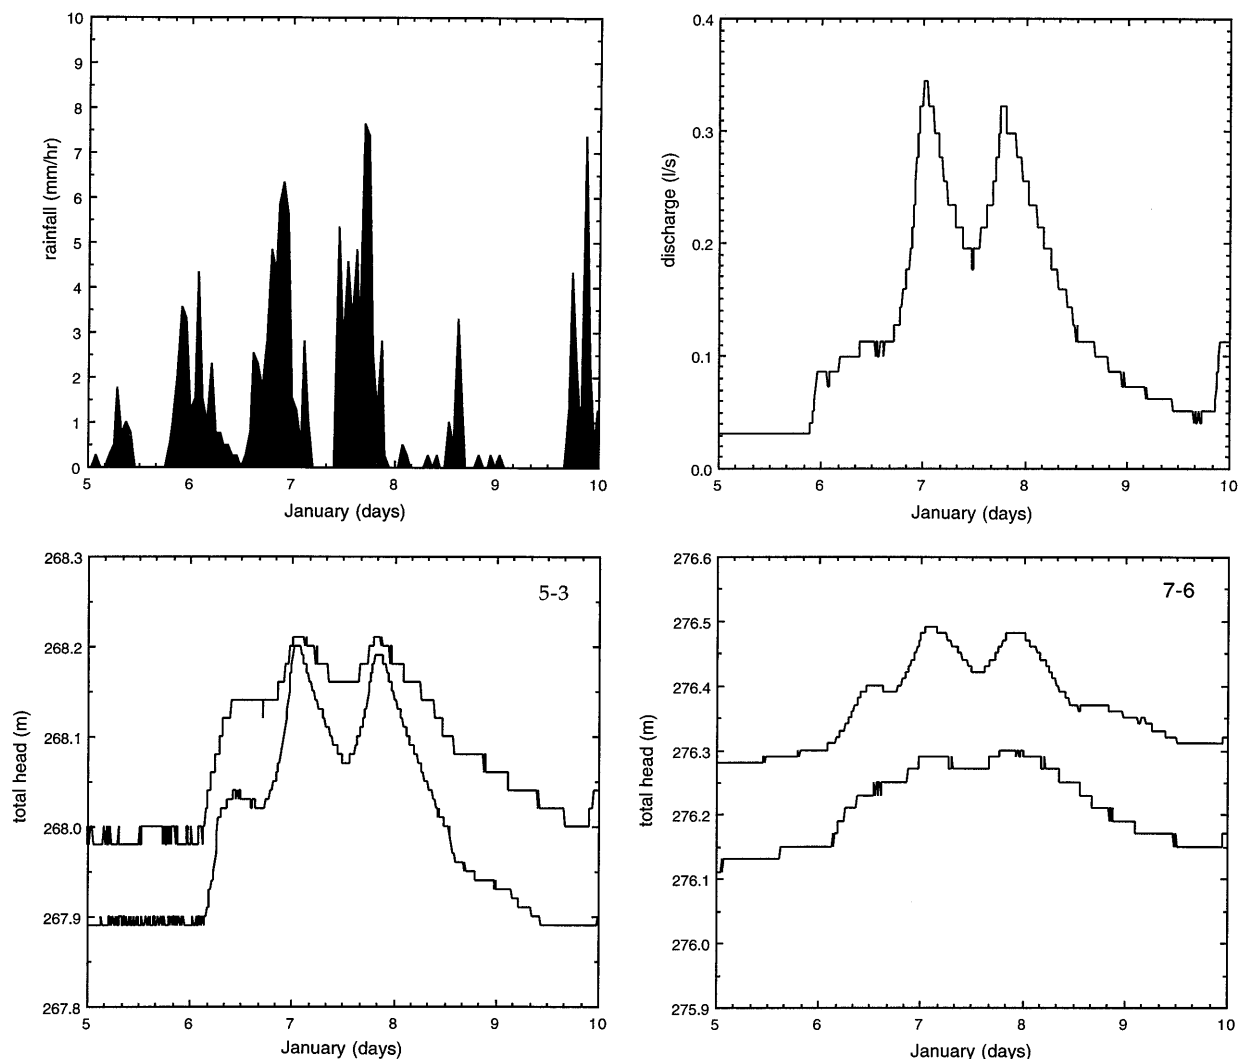 10
9
8
7
6
5
4
3
2
1
0
rainfall (mm/hr)
5 6 7 8 9 10
January (days)
0.4
0.3
0.2
0.1
0.0
discharge (l/s)
5 6 7 8 9 10
January (days)
268.3
268.2
268.1
268.0
267.9
267.8
total head (m)
5-3
5 6 7 8 9 10
January (days)
276.6
276.5
276.4
276.3
276.2
276.1
276.0
275.9
total head (m)
7-6
5 6 7 8 9 10
January (days)